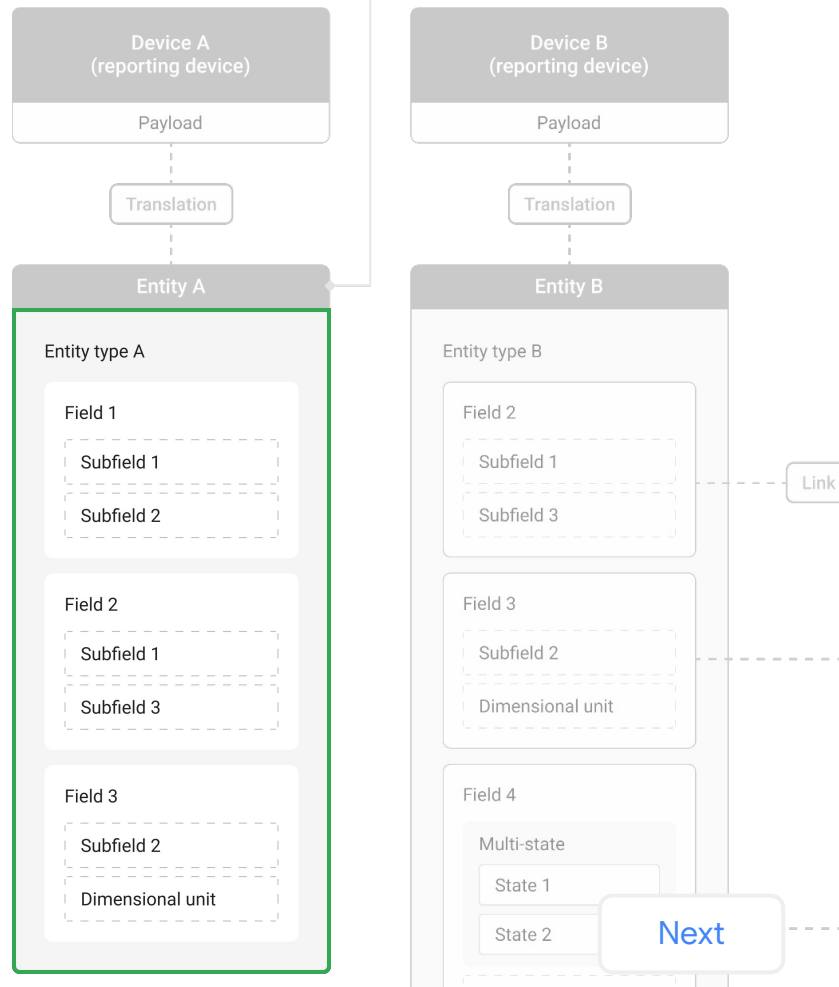 Device A
(reporting device)
Payload
Translation
Entity A
Entity type A
Field 1
Subfield 1
Subfield 2
Field 2
Subfield 1
Subfield 3
Field 3
Subfield 2
Dimensional unit
Device B
(reporting device)
Payload
Translation
Entity B
Entity type B
Field 2
Subfield 1
Subfield 3
Field 3
Subfield 2
Dimensional unit
Field 4
Multi-state
State 1
State 2
Link
Next